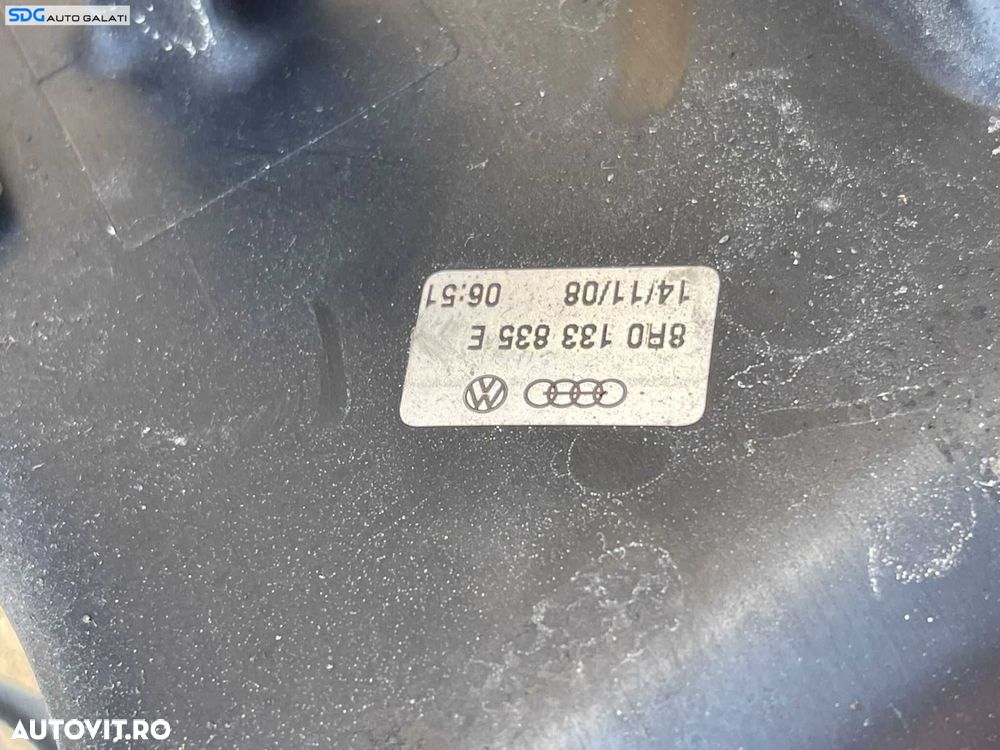 SDG AUTO GALATI
8R0 133 835 E
14/11/08 06:51
AUTOVIT.RO